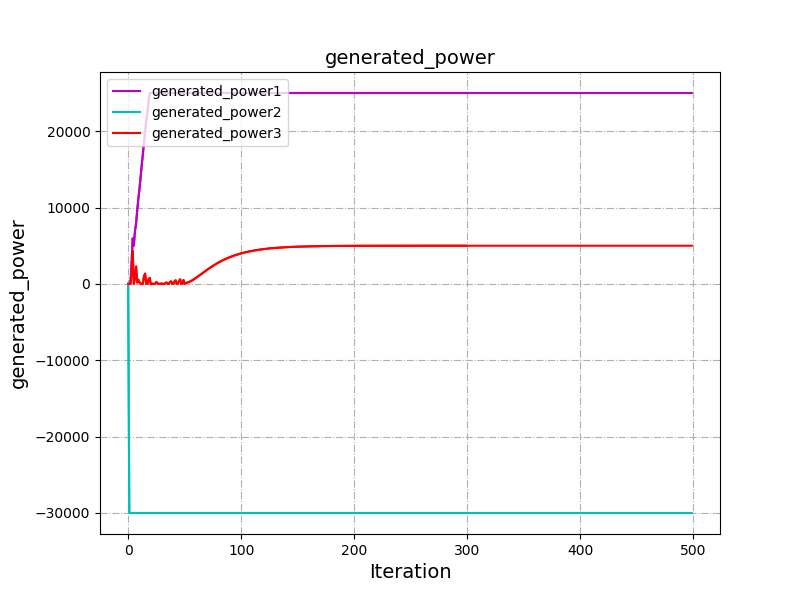 generated_power
generated_power1
generated_power2
generated_power3
20000
10000
0
−10000
−20000
−30000
generated_power
0 100 200 300 400 500
Iteration